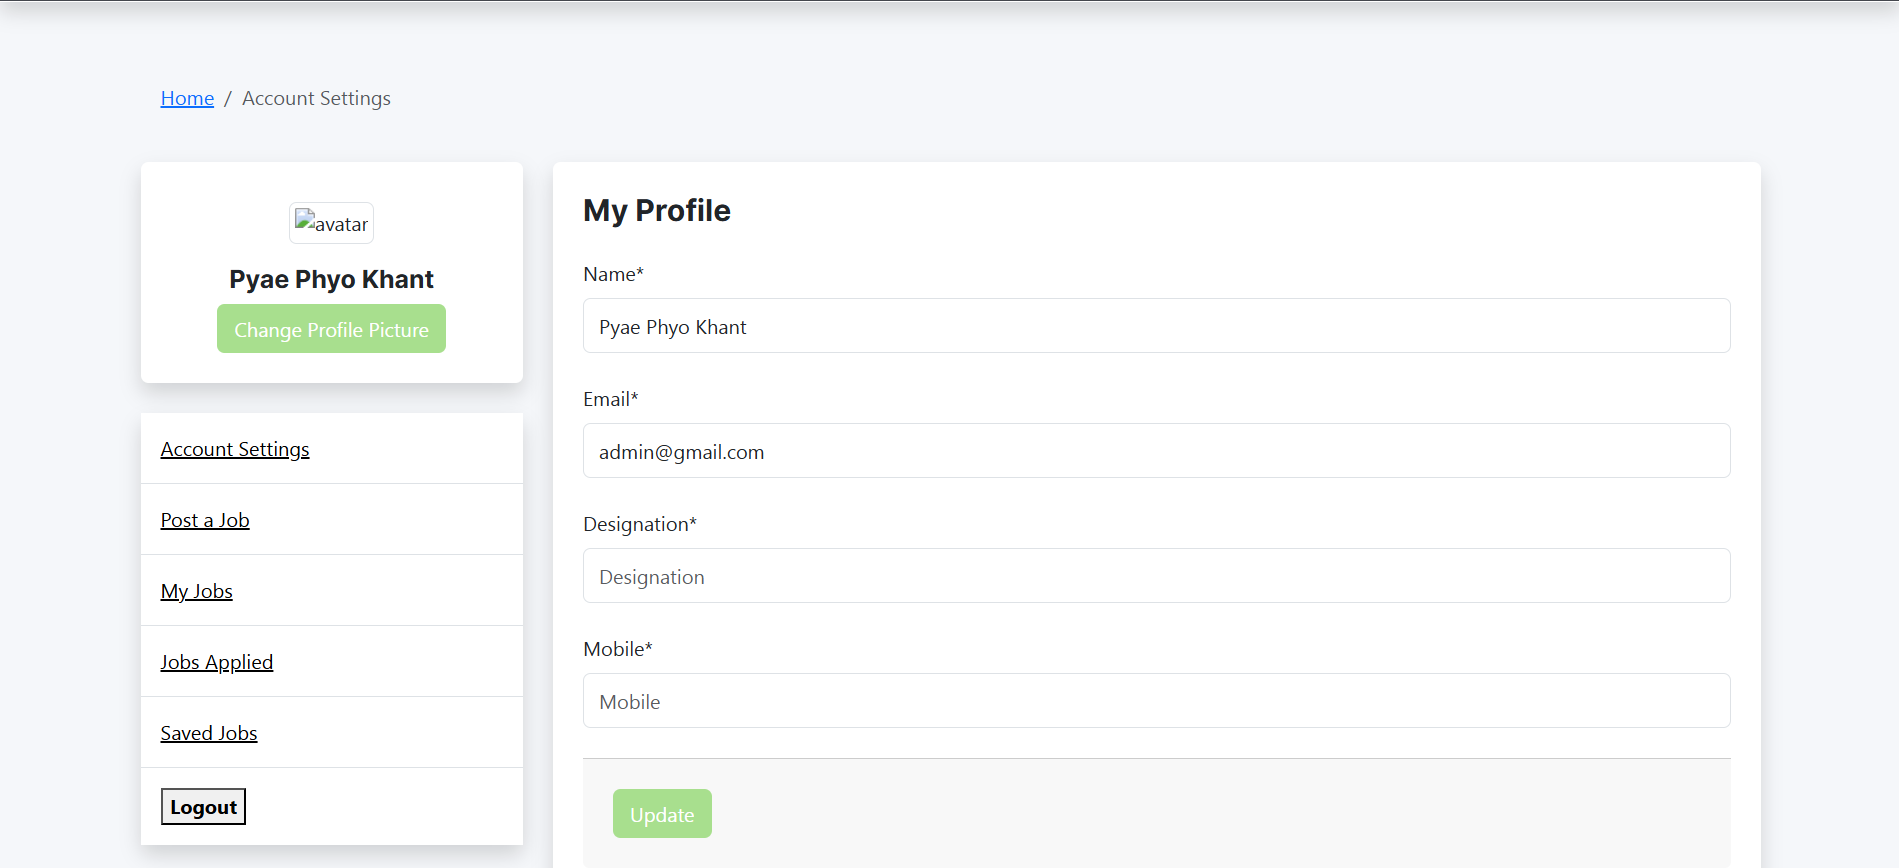 Home / Account Settings
avatar
Pyae Phyo Khant
Change Profile Picture
Account Settings
Post a Job
My Jobs
Jobs Applied
Saved Jobs
Logout
My Profile
Name*
Pyae Phyo Khant
Email*
admin@gmail.com
Designation*
Designation
Mobile*
Mobile
Update